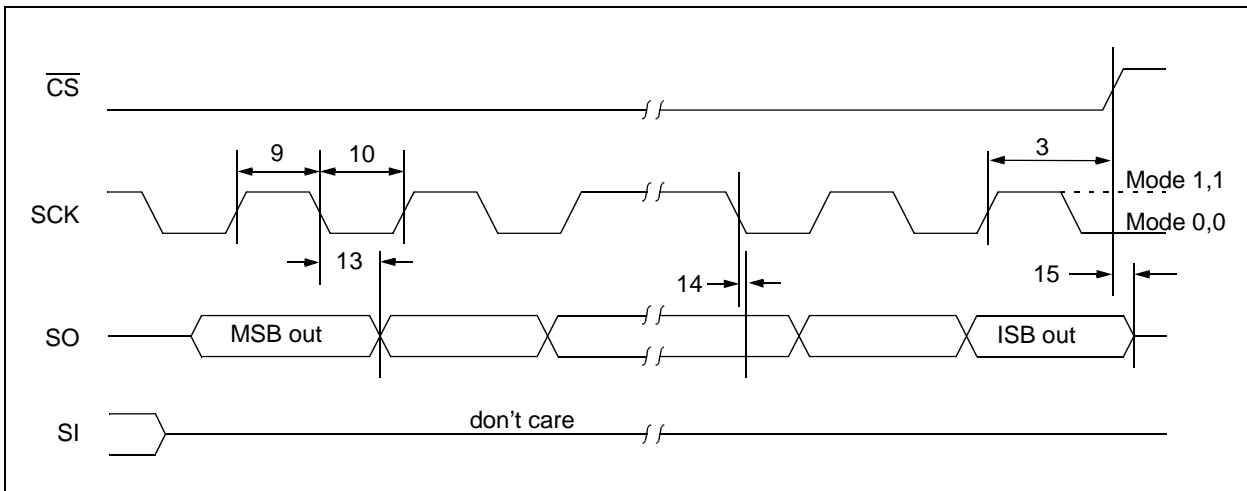 CS
9 10 3
Mode 1,1
SCK
Mode 0,0
13
14
15
SO
MSB out
ISB out
don't care
SI